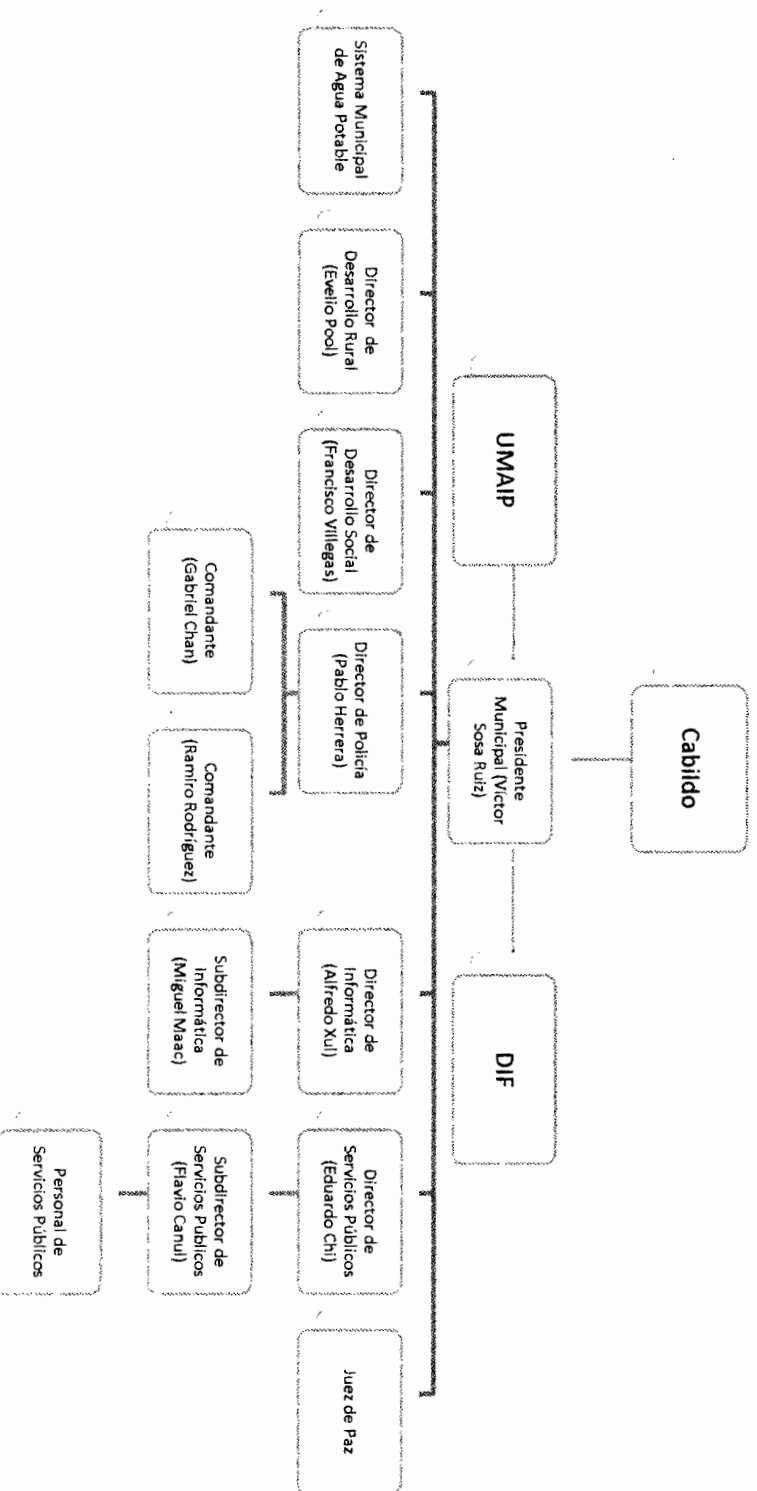 Cabildo
UMAIP
Presidente
Municipal (Víctor
Sosa Ruiz)
DIF
Sistema Municipal
de Agua Potable
Director de
Desarrollo Rural
(Evelio Pool)
Director de
Desarrollo Social
(Francisco Villegas)
Director de Policía
(Pablo Herrera)
Director de
Informática
(Alfredo Xul)
Director de
Servicios Públicos
(Eduardo Chi)
Juez de Paz
Comandante
(Gabriel Chan)
Comandante
(Ramiro Rodríguez)
Subdirector de
Informática
(Miguel Maac)
Subdirector de
Servicios Publicos
(Flavio Canul)
Personal de
Servicios Públicos